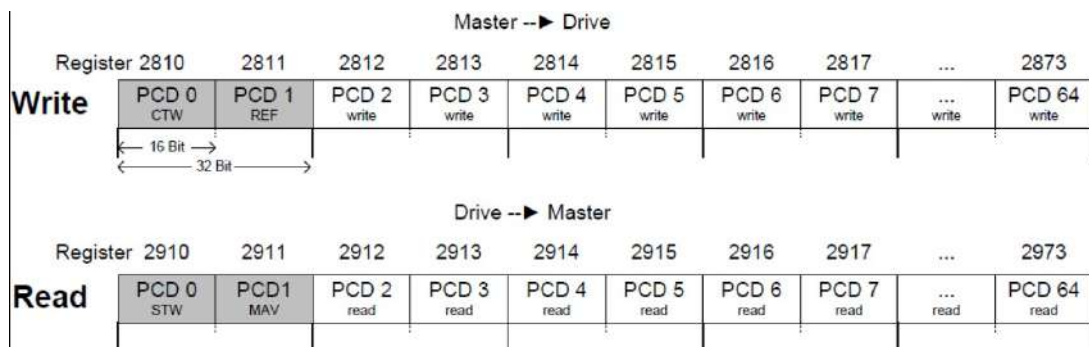 Master --► Drive
Register 2810 2811 2812 2813 2814 2815 2816 2817 ... 2873
Write PCD 0 PCD 1 PCD 2 PCD 3 PCD 4 PCD 5 PCD 6 PCD 7 ... PCD 64
CTW REF write write write write write write write write
16 Bit
32 Bit
Drive --► Master
Register 2910 2911 2912 2913 2914 2915 2916 2917 ... 2973
Read PCD 0 PCD1 PCD 2 PCD 3 PCD 4 PCD 5 PCD 6 PCD 7 ... PCD 64
STW MAV read read read read read read read read